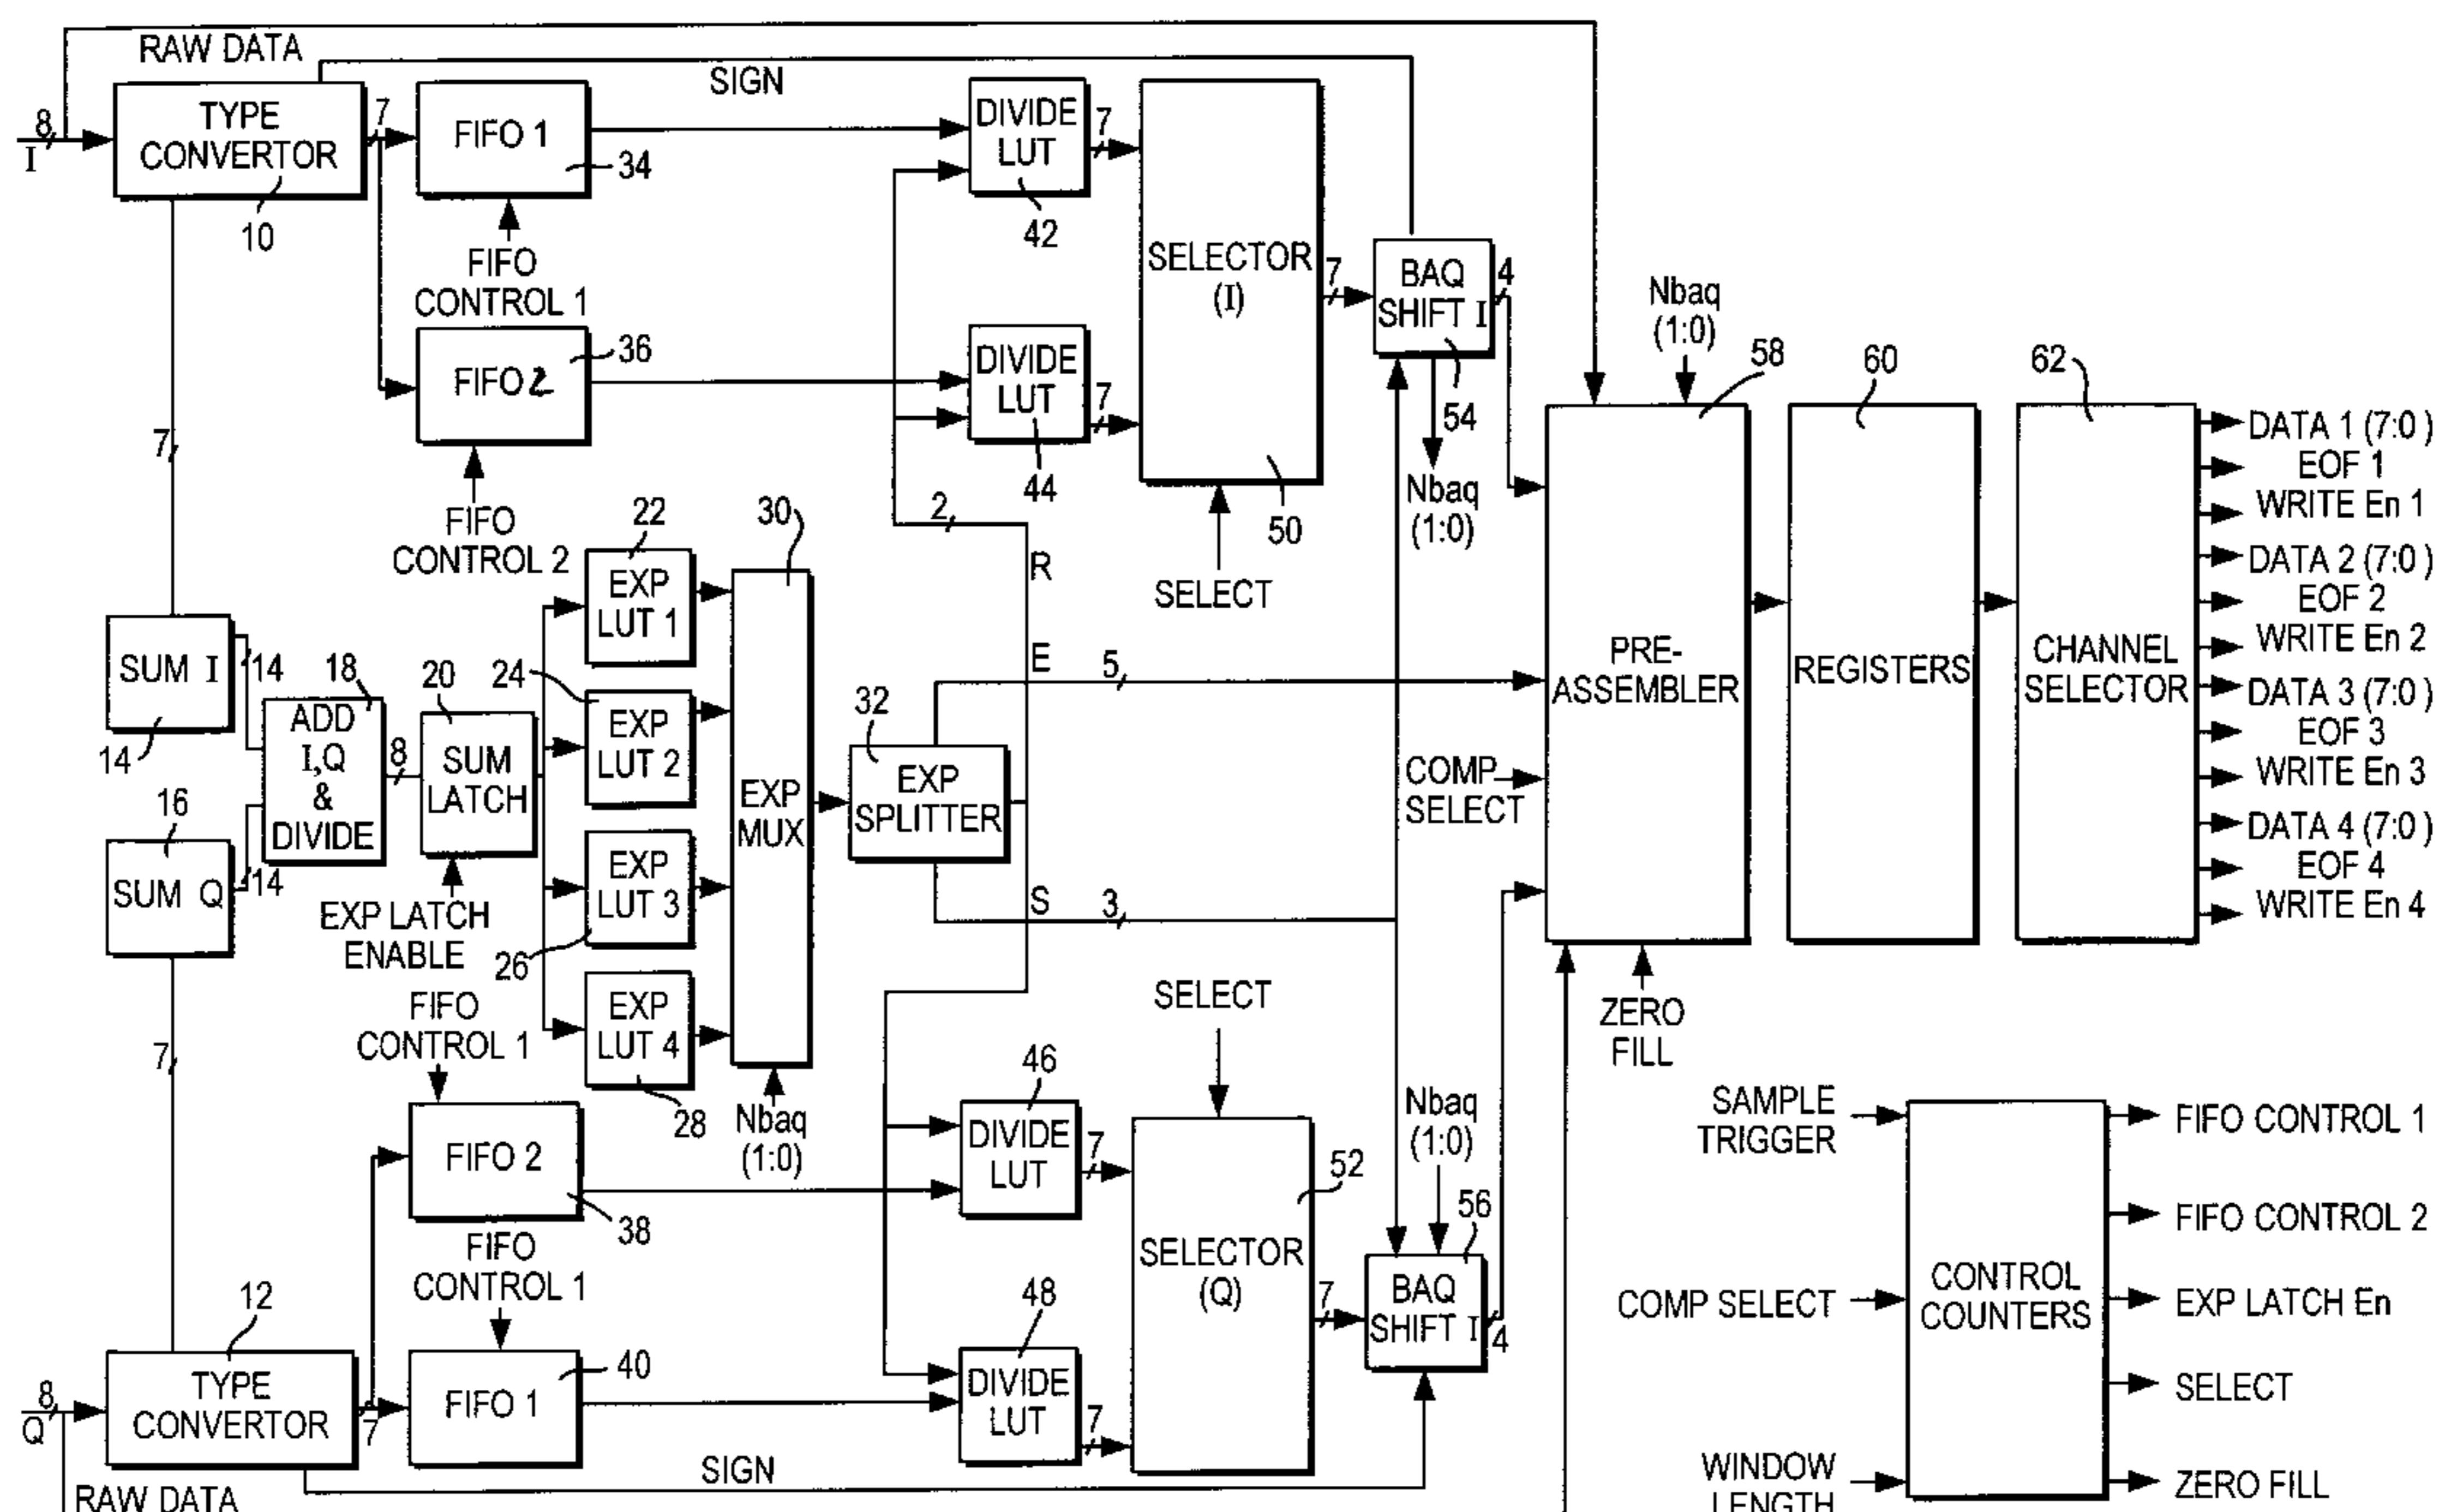 RAW DATA
SIGN
8
I
TYPE
CONVERTOR
10
7
FIFO 1
34
FIFO
CONTROL 1
DIVIDE
LUT
42
7
SELECTOR
(I)
50
7
BAQ
SHIFT I
54
4
Nbaq
(1:0)
FIFO 2
36
FIFO
CONTROL 2
DIVIDE
LUT
44
7
SELECT
Nbaq
(1:0)
58
60
62
7
2
R
22
EXP
LUT 1
30
SUM I
14
14
18
ADD
I,Q
&
DIVIDE
8
20
SUM
LATCH
EXP LATCH
ENABLE
24
EXP
LUT 2
EXP
MUX
32
EXP
SPLITTER
E
5
S
3
16
SUM Q
14
EXP
LUT 3
26
EXP
LUT 4
28
Nbaq
(1:0)
COMP
SELECT
PRE-
ASSEMBLER
REGISTERS
CHANNEL
SELECTOR
DATA 1 (7:0)
EOF 1
WRITE En 1
DATA 2 (7:0)
EOF 2
WRITE En 2
DATA 3 (7:0)
EOF 3
WRITE En 3
DATA 4 (7:0)
EOF 4
WRITE En 4
ZERO
FILL
7
FIFO
CONTROL 1
FIFO 2
38
FIFO
CONTROL 1
46
DIVIDE
LUT
7
SELECT
SELECTOR
(Q)
52
Nbaq
(1:0)
56
7
BAQ
SHIFT I
4
12
8
Q
TYPE
CONVERTOR
7
FIFO 1
40
48
DIVIDE
LUT
7
RAW DATA
SIGN
SAMPLE
TRIGGER
COMP SELECT
WINDOW
LENGTH
CONTROL
COUNTERS
FIFO CONTROL 1
FIFO CONTROL 2
EXP LATCH En
SELECT
ZERO FILL